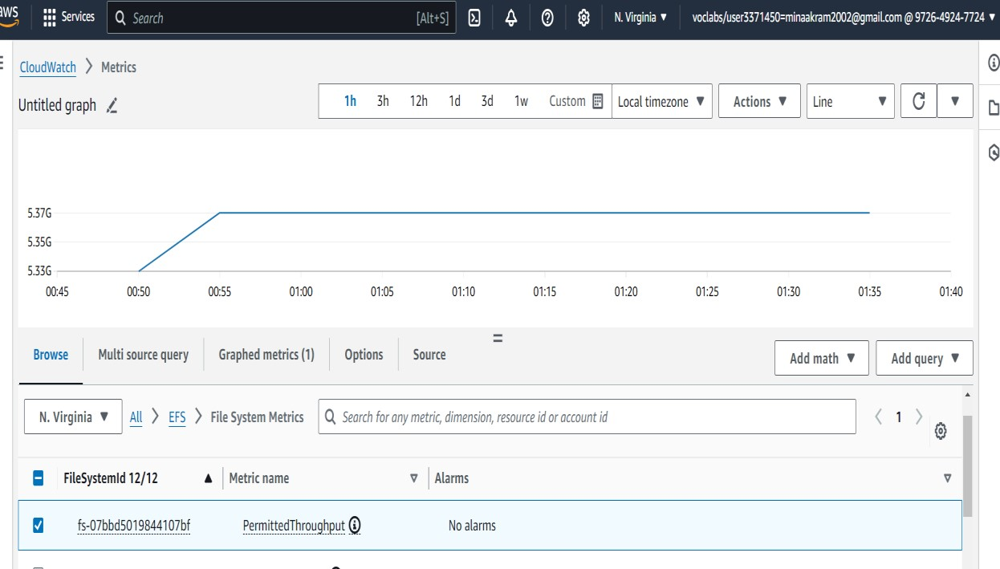 aws Services Search [Alt+S] N. Virginia voclabs/user3371450=minaakram2002@gmail.com @ 9726-4924-7724
CloudWatch Metrics
Untitled graph 1h 3h 12h 1d 3d 1w Custom Local timezone Actions Line
5.37G
5.35G
5.33G
00:45 00:50 00:55 01:00 01:05 01:10 01:15 01:20 01:25 01:30 01:35 01:40
Browse Multi source query Graphed metrics (1) Options Source Add math Add query
N. Virginia All EFS File System Metrics Search for any metric, dimension, resource id or account id 1
FileSystemId 12/12 Metric name Alarms
fs-07bbd5019844107bf PermittedThroughput No alarms